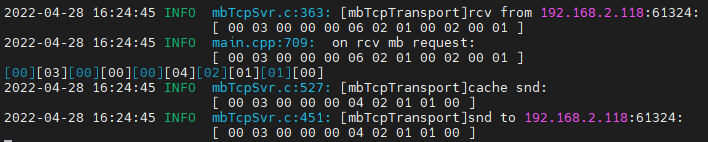 2022-04-28 16:24:45 INFO mbTcpSvr.c:363: [mbTcpTransport]rcv from 192.168.2.118:61324:
[ 00 03 00 00 00 06 02 01 00 02 00 01 ]
2022-04-28 16:24:45 INFO main.cpp:709: on rcv mb request:
[ 00 03 00 00 00 06 02 01 00 02 00 01 ]
[00][03][00][00][00][04][02][01][01][00]
2022-04-28 16:24:45 INFO mbTcpSvr.c:527: [mbTcpTransport]cache snd:
[ 00 03 00 00 00 04 02 01 01 00 ]
2022-04-28 16:24:45 INFO mbTcpSvr.c:451: [mbTcpTransport]snd to 192.168.2.118:61324:
[ 00 03 00 00 00 04 02 01 01 00 ]